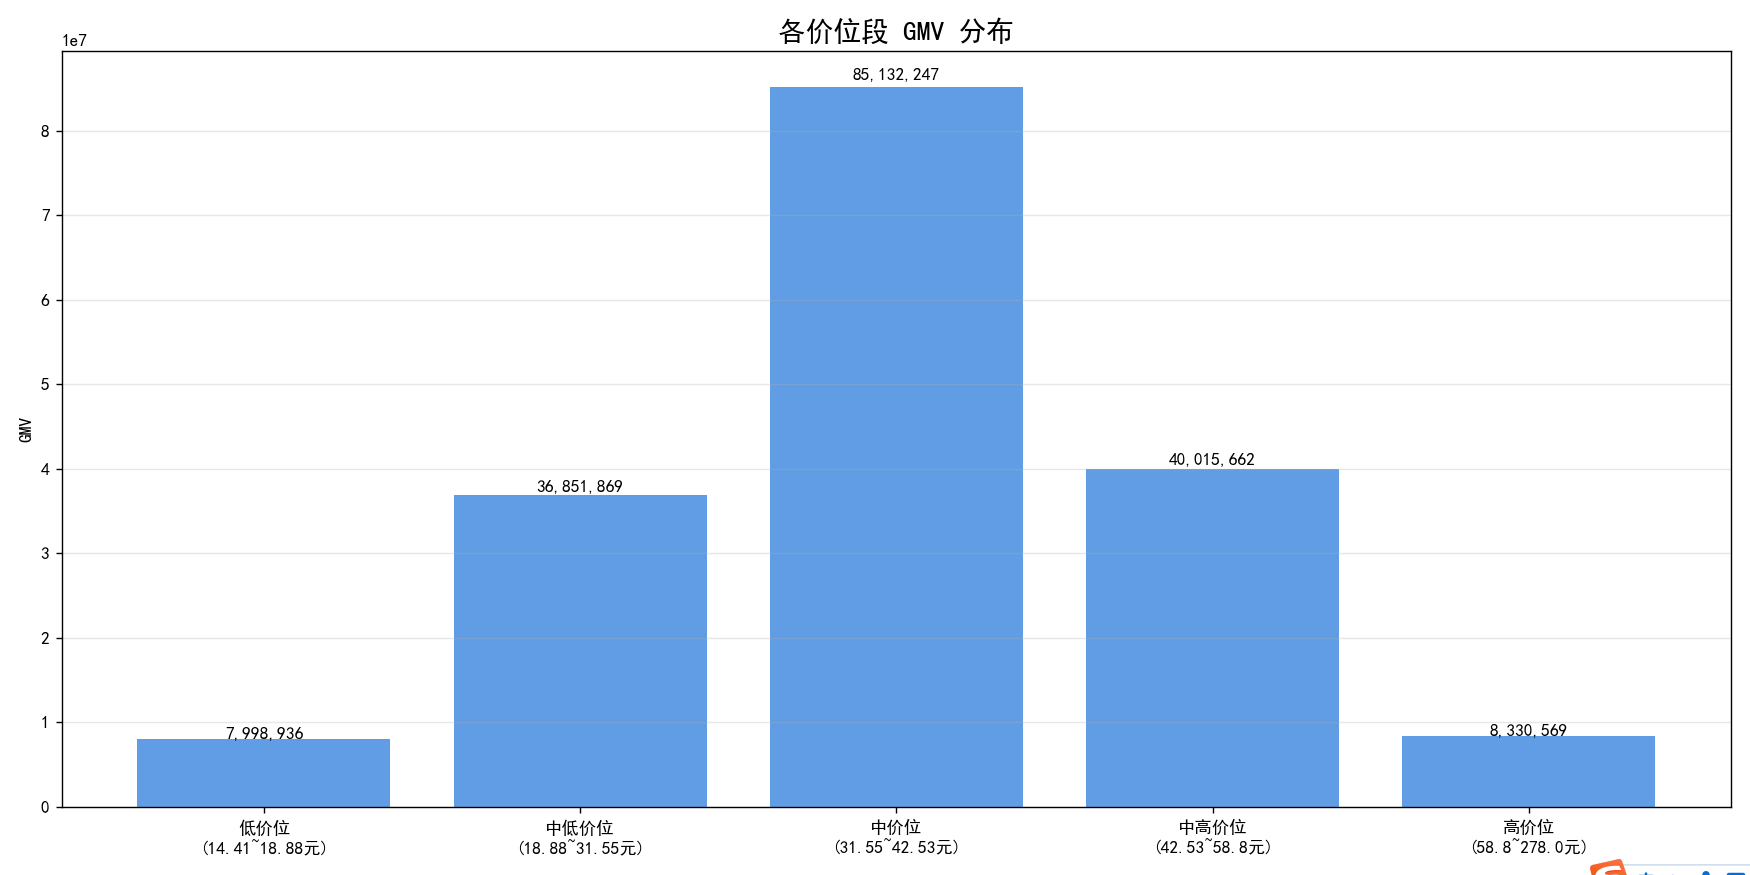 各价位段 GMV 分布
1e7
85,132,247
8
7
6
5
GMV
4
40,015,662
36,851,869
3
2
1
7,998,936
8,330,569
0
低价位
(14.41~18.88元)
中低价位
(18.88~31.55元)
中价位
(31.55~42.53元)
中高价位
(42.53~58.8元)
高价位
(58.8~278.0元)